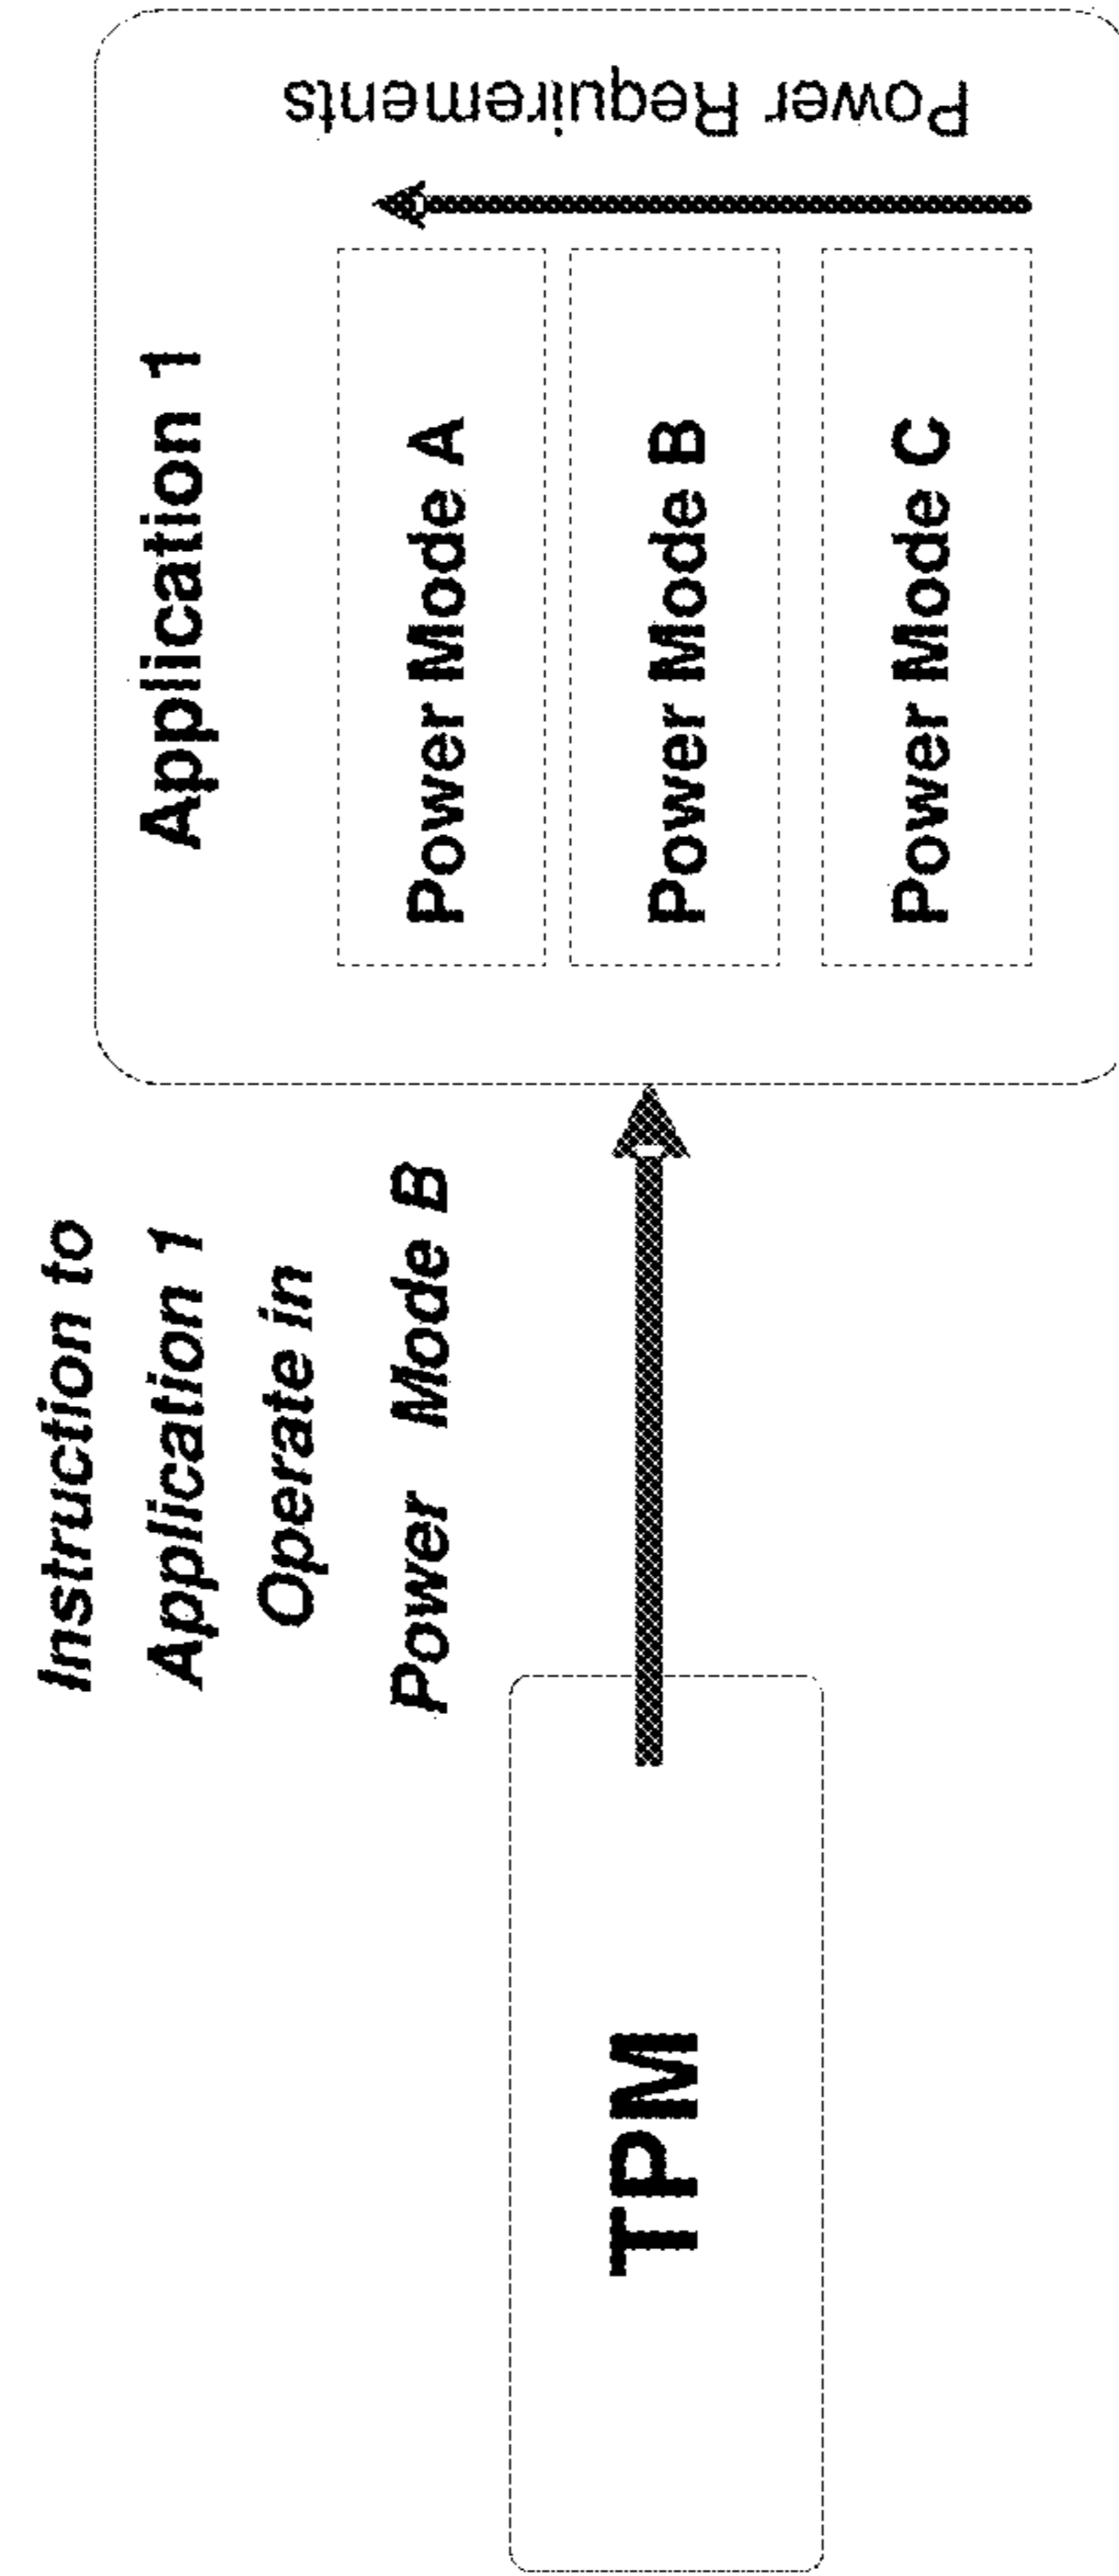 Instruction to
Application 1
Operate in
Power Mode B
TPM
Application 1
Power Mode A
Power Mode B
Power Mode C
Power Requirements